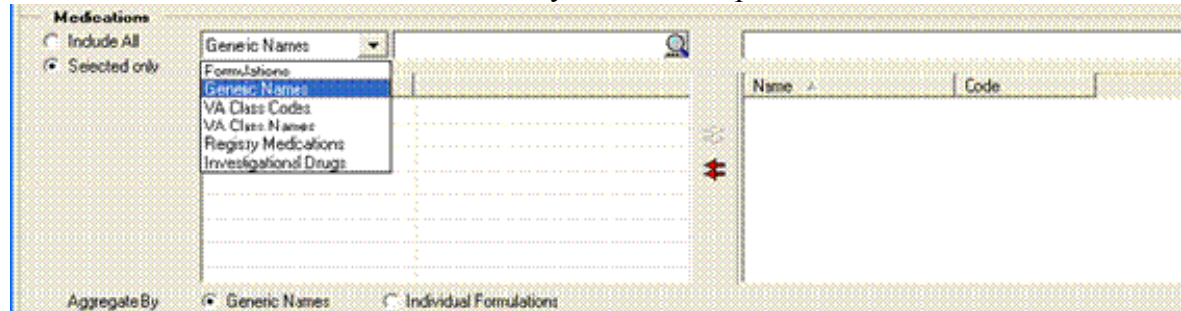 Medications
Include All
Generic Names
Selected only
Formulations
Generic Names
VA Class Codes
VA Class Names
Registry Medications
Investigational Drugs
Name
Code
Aggregate By
Generic Names
Individual Formulations